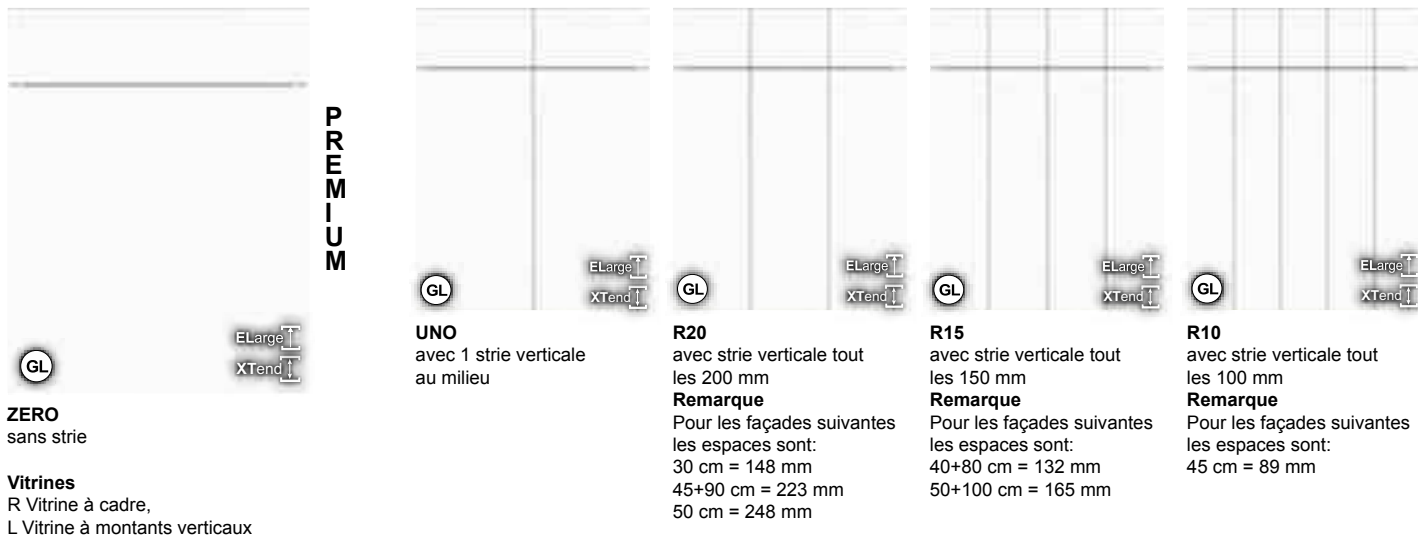 PREMIUM
GL
ELarge
XTend
ZERO
sans strie
Vitrines
R Vitrine à cadre,
L Vitrine à montants verticaux
GL
ELarge
XTend
UNO
avec 1 strie verticale
au milieu
GL
ELarge
XTend
R20
avec strie verticale tout
les 200 mm
Remarque
Pour les façades suivantes
les espaces sont:
30 cm = 148 mm
45+90 cm = 223 mm
50 cm = 248 mm
GL
ELarge
XTend
R15
avec strie verticale tout
les 150 mm
Remarque
Pour les façades suivantes
les espaces sont:
40+80 cm = 132 mm
50+100 cm = 165 mm
GL
ELarge
XTend
R10
avec strie verticale tout
les 100 mm
Remarque
Pour les façades suivantes
les espaces sont:
45 cm = 89 mm